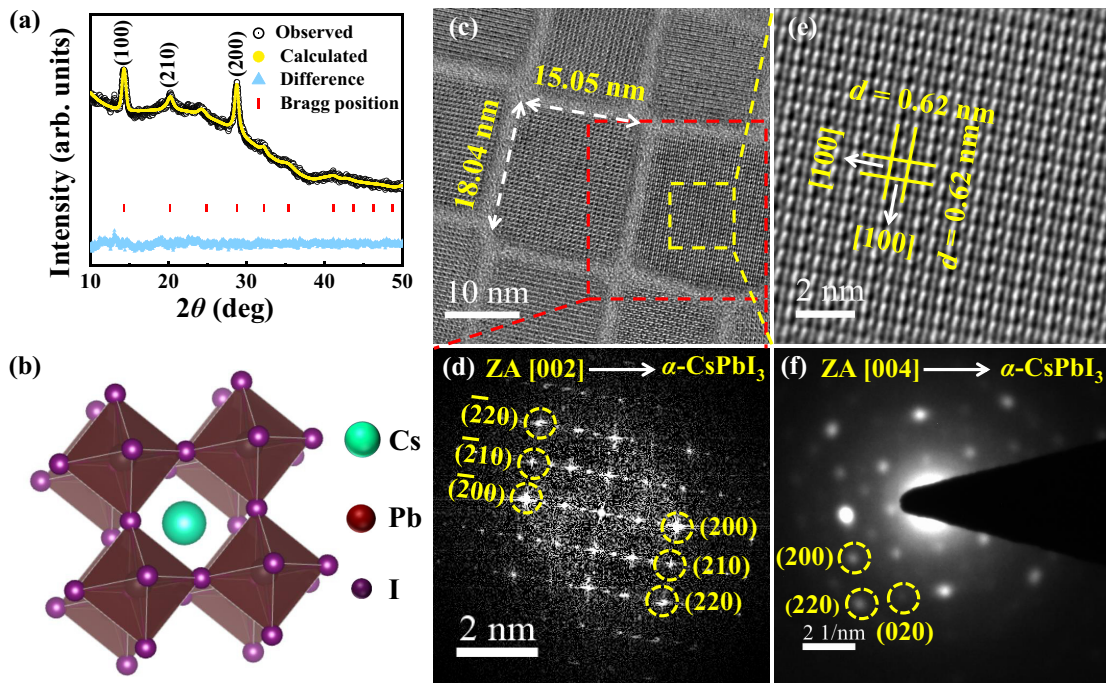 (a)
(100)
(210)
(200)
Observed
Calculated
Difference
Bragg position
Intensity (arb. units)
10 20 30 40 50
2θ (deg)
(b)
Cs
Pb
I
(c)
15.05 nm
18.04 nm
10 nm
(d) ZA [002] α-CsPbI₃
(2̅20)
(2̅10)
(2̅00)
(200)
(210)
(220)
2 nm
(e)
d = 0.62 nm
d = 0.62 nm
[100]
[100]
2 nm
(f) ZA [004] α-CsPbI₃
(200)
(220)
(020)
2 1/nm